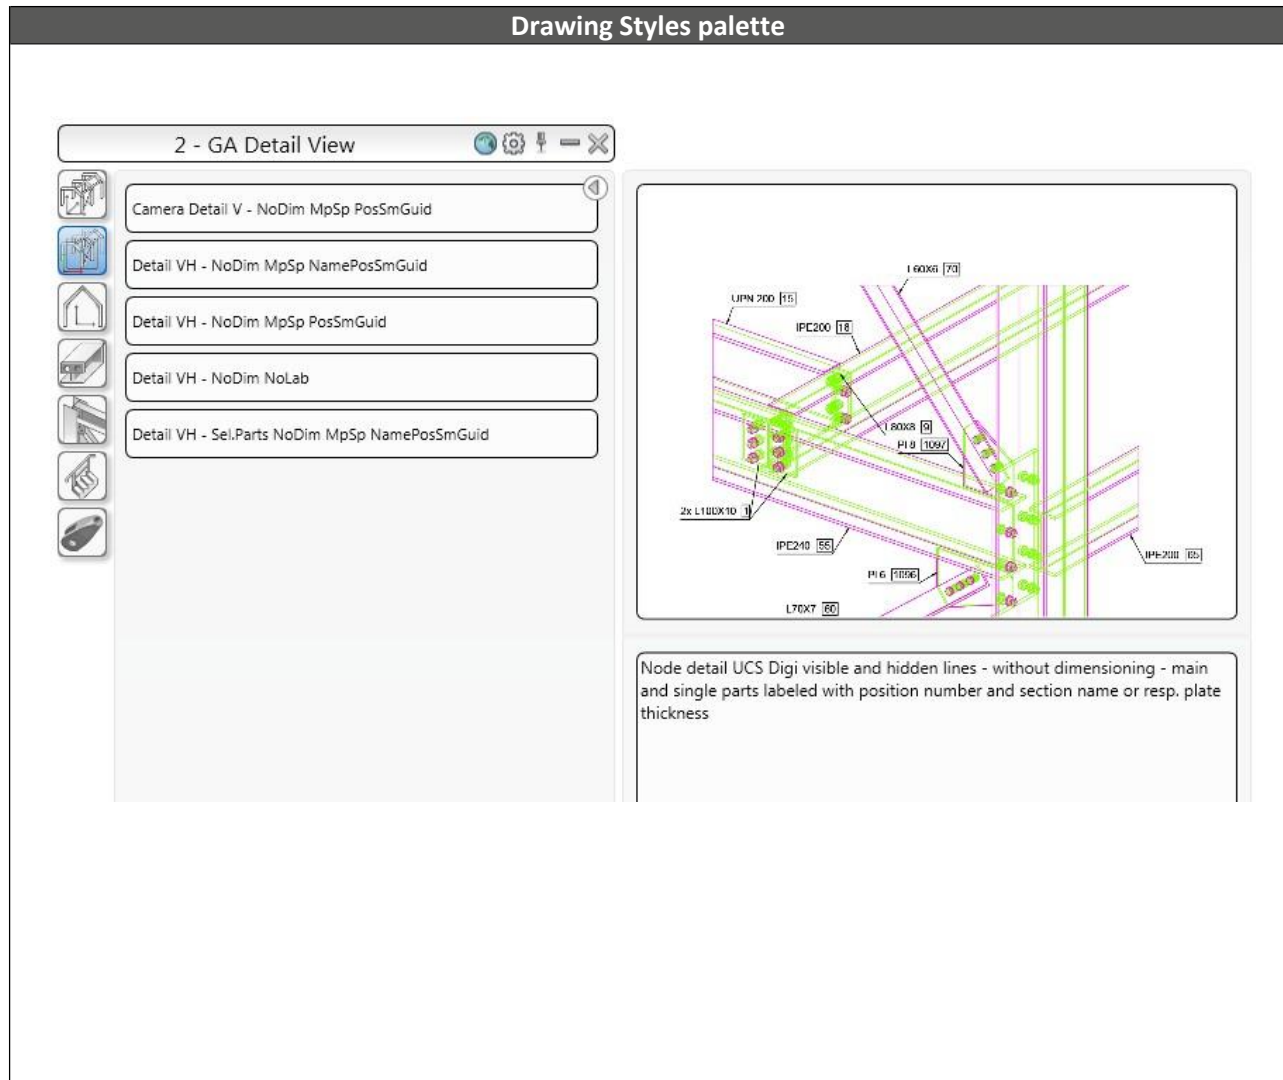 Drawing Styles palette
2 - GA Detail View
Camera Detail V - NoDim MpSp PosSmGuid
Detail VH - NoDim MpSp NamePosSmGuid
Detail VH - NoDim MpSp PosSmGuid
Detail VH - NoDim NoLab
Detail VH - Sel.Parts NoDim MpSp NamePosSmGuid
L60X6 70
UPN 200 15
IPE200 18
L80X8 9
Pl 8 1097
2x L100X10 1
IPE240 55
IPE200 65
Pl 6 1096
L70X7 60
Node detail UCS Digi visible and hidden lines - without dimensioning - main
and single parts labeled with position number and section name or resp. plate
thickness